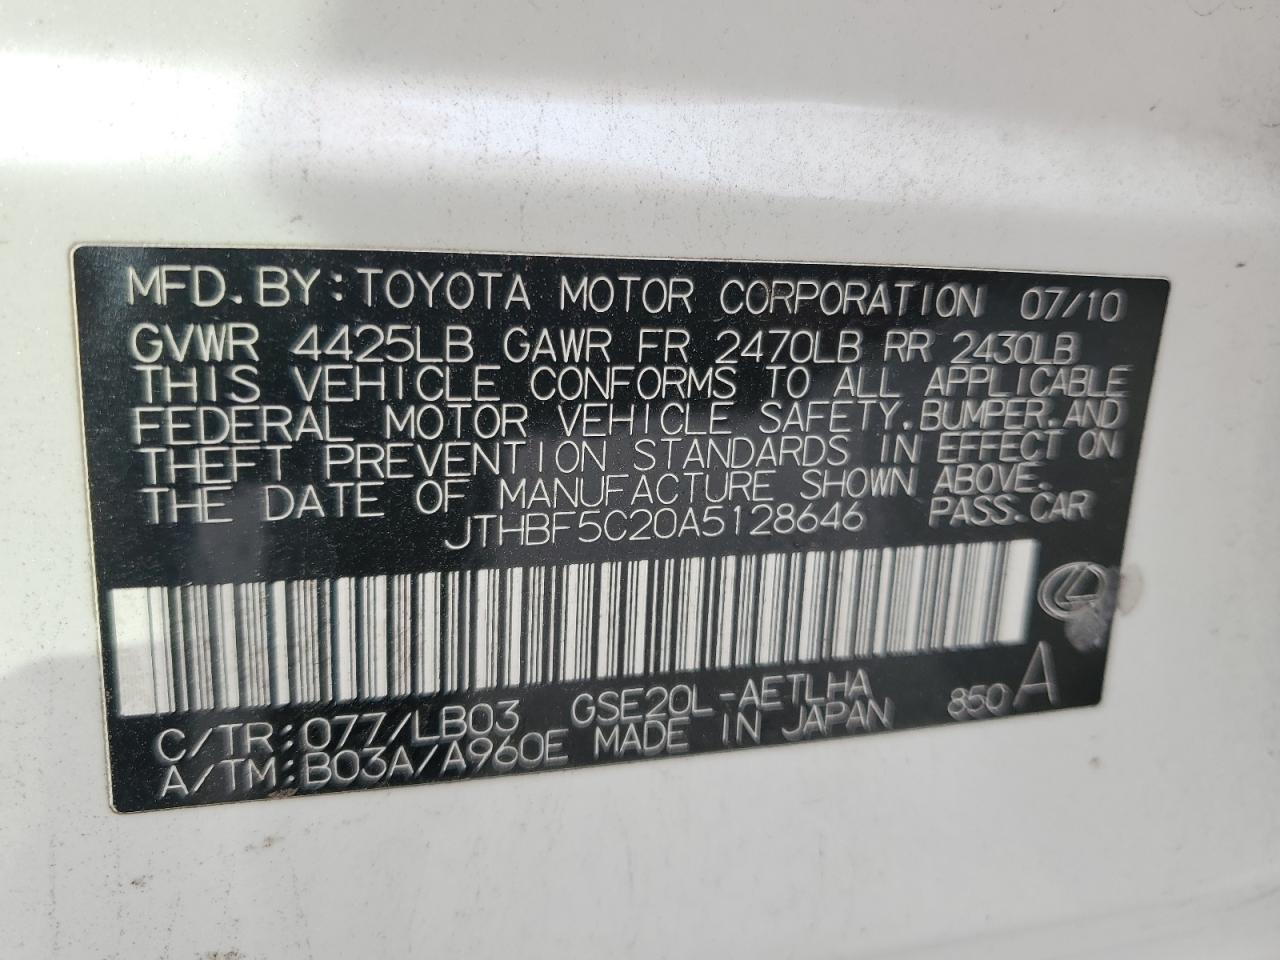 MFD. BY: TOYOTA MOTOR CORPORATION 07/10
GVWR 4425LB GAWR FR 2470LB RR 2430LB
THIS VEHICLE CONFORMS TO ALL APPLICABLE
FEDERAL MOTOR VEHICLE SAFETY, BUMPER, AND
THEFT PREVENTION STANDARDS IN EFFECT ON
THE DATE OF MANUFACTURE SHOWN ABOVE.
JTHBF5C20A5128646 PASS. CAR
C/TR: 077/LB03 GSE20L-AETLHA 850 A
A/TM: B03A/A960E MADE IN JAPAN